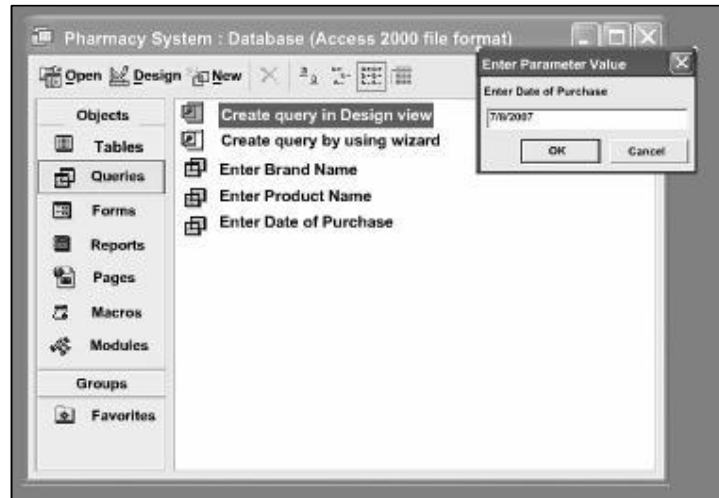 Pharmacy System : Database (Access 2000 file format)
Open Design New
Enter Parameter Value
Enter Date of Purchase
7/8/2007
OK Cancel
Objects
Tables
Queries
Forms
Reports
Pages
Macros
Modules
Groups
Favorites
Create query in Design view
Create query by using wizard
Enter Brand Name
Enter Product Name
Enter Date of Purchase